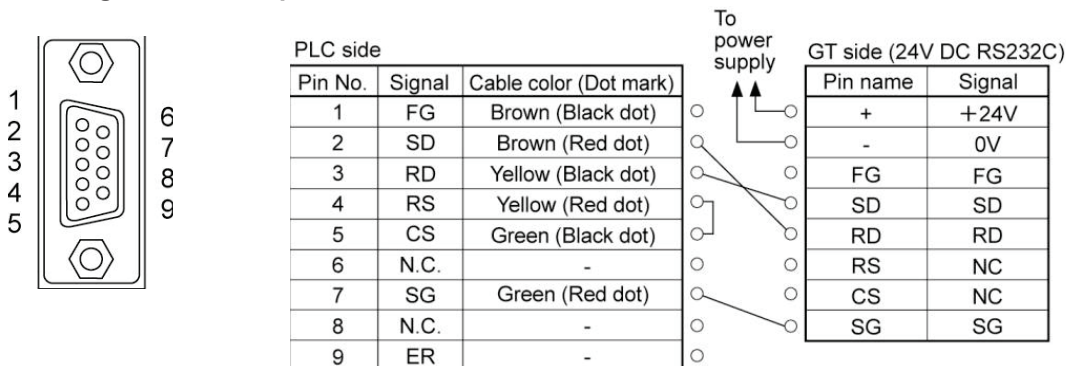 To
power
supply
PLC side
GT side (24V DC RS232C)
Pin No. Signal Cable color (Dot mark)
Pin name Signal
1 FG Brown (Black dot)
+ +24V
2 SD Brown (Red dot)
- 0V
3 RD Yellow (Black dot)
FG FG
4 RS Yellow (Red dot)
SD SD
5 CS Green (Black dot)
RD RD
6 N.C. -
RS NC
7 SG Green (Red dot)
CS NC
8 N.C. -
SG SG
9 ER -
1
2
3
4
5
6
7
8
9